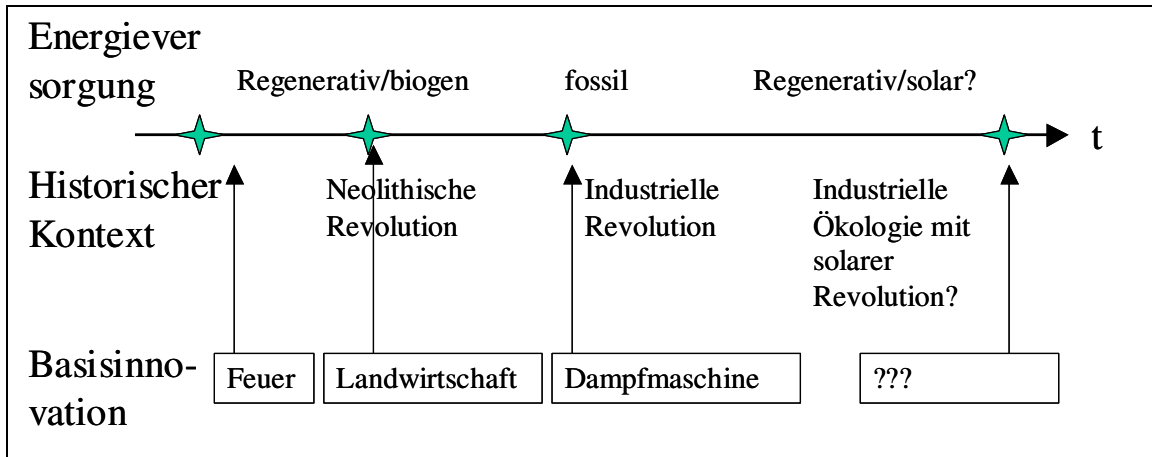 Energiever
sorgung
Regenerativ/biogen
fossil
Regenerativ/solar?
t
Historischer
Kontext
Neolithische
Revolution
Industrielle
Revolution
Industrielle
Ökologie mit
solarer
Revolution?
Basisinno-
vation
Feuer
Landwirtschaft
Dampfmaschine
???